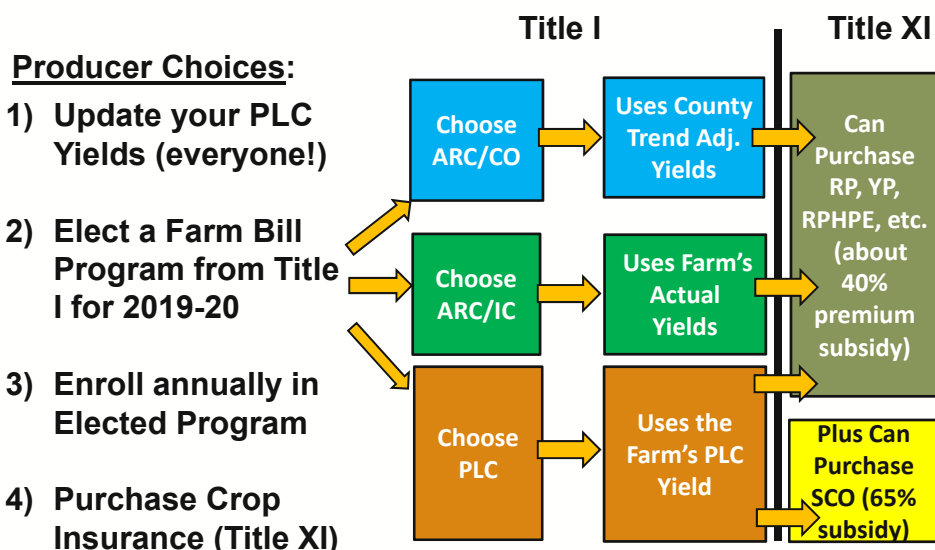 Title I
Title XI
Producer Choices:
1) Update your PLC
Yields (everyone!)
2) Elect a Farm Bill
Program from Title
I for 2019-20
3) Enroll annually in
Elected Program
4) Purchase Crop
Insurance (Title XI)
Choose
ARC/CO
Uses County
Trend Adj.
Yields
Can
Purchase
RP, YP,
RPHPE, etc.
(about
40%
premium
subsidy)
Choose
ARC/IC
Uses Farm's
Actual
Yields
Choose
PLC
Uses the
Farm's PLC
Yield
Plus Can
Purchase
SCO (65%
subsidy)